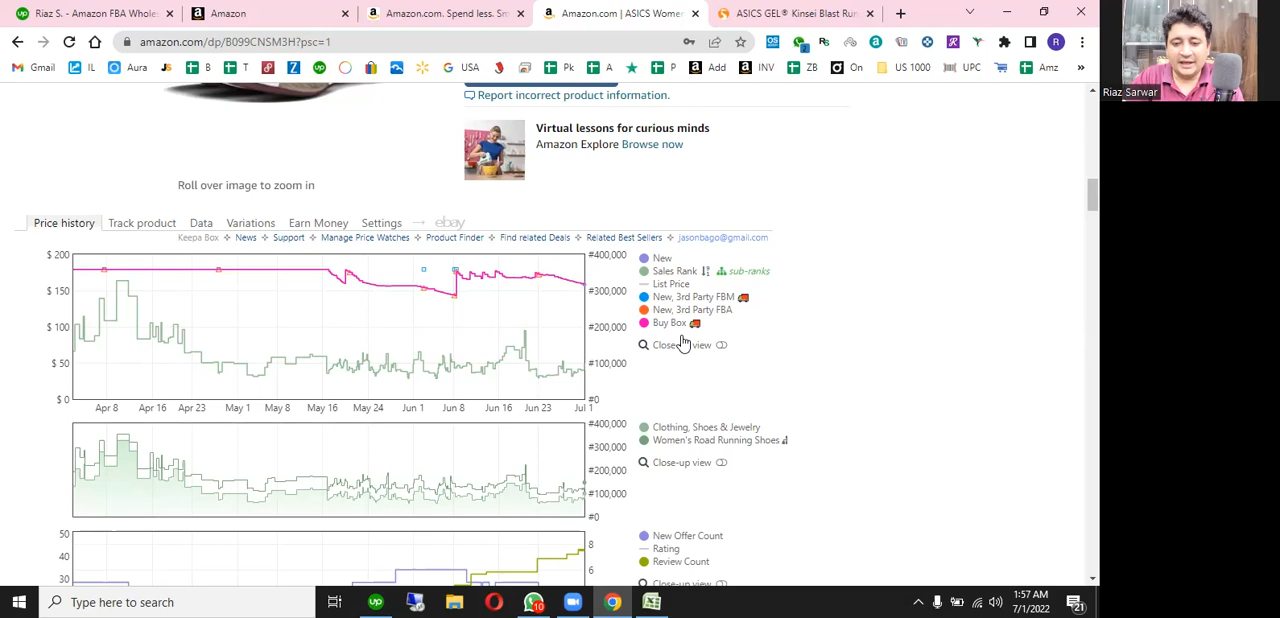 Riaz S. - Amazon FBA Whole
Amazon
Amazon.com. Spend less. Sm
Amazon.com | ASICS Wome
ASICS GEL® Kinsei Blast Run
amazon.com/dp/B099CNSM3H?psc=1
Gmail IL Aura B T USA Pk A P Add INV ZB On US 1000 UPC Amz »
Riaz Sarwar
Report incorrect product information.
Virtual lessons for curious minds
Amazon Explore Browse now
Roll over image to zoom in
Price history Track product Data Variations Earn Money Settings ebay
Keepa Box News Support Manage Price Watches Product Finder Find related Deals Related Best Sellers jasonbago@gmail.com
$ 200
$ 150
$ 100
$ 50
$ 0
#400,000
#300,000
#200,000
#100,000
#0
Apr 8 Apr 16 Apr 23 May 1 May 8 May 16 May 24 Jun 1 Jun 8 Jun 16 Jun 23 Jul 1
New
Sales Rank sub-ranks
List Price
New, 3rd Party FBM
New, 3rd Party FBA
Buy Box
Close-up view
#400,000
#300,000
#200,000
#100,000
#0
Clothing, Shoes & Jewelry
Women's Road Running Shoes
Close-up view
50
40
30
8
6
New Offer Count
Rating
Review Count
Close-up view
Type here to search
10
1:57 AM
7/1/2022
21